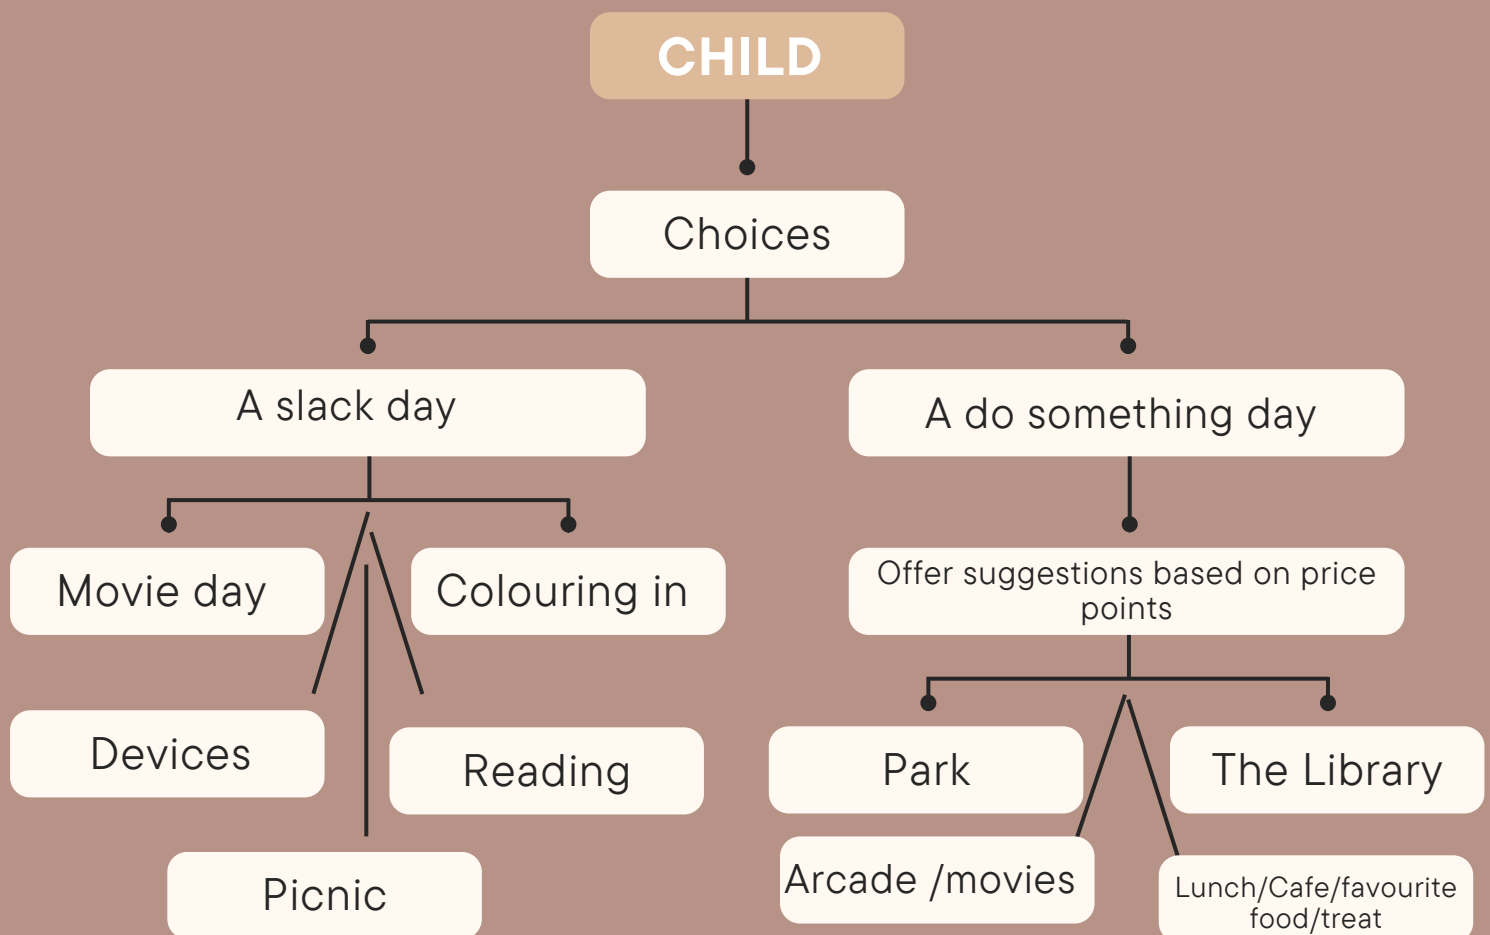 CHILD
Choices
A slack day
A do something day
Movie day
Colouring in
Offer suggestions based on price
points
Devices
Reading
Park
The Library
Picnic
Arcade /movies
Lunch/Cafe/favourite
food/treat